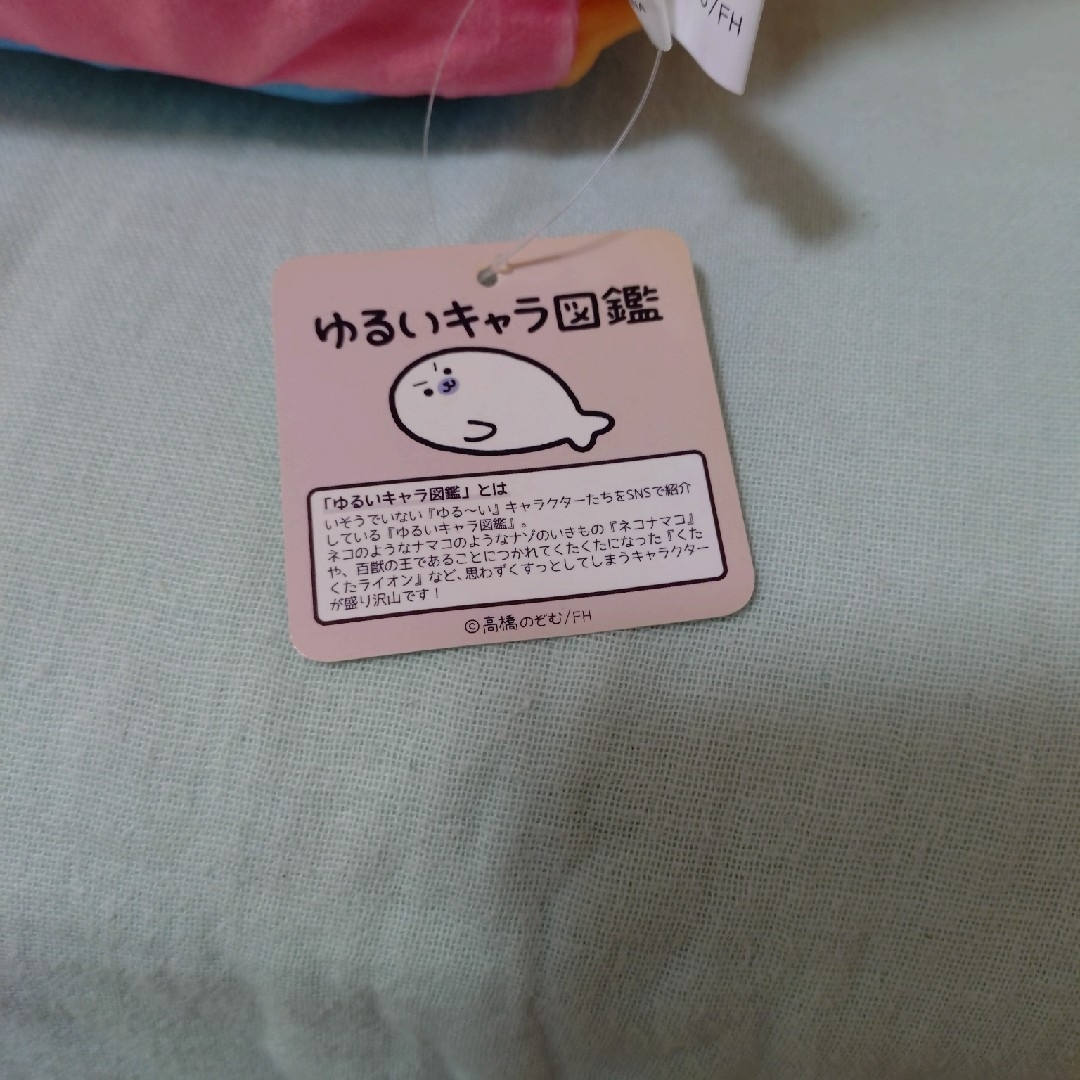 /FH
ゆるいキャラ図鑑
「ゆるいキャラ図鑑」とは
いそうでいない『ゆる〜い』キャラクターたちをSNSで紹介
している『ゆるいキャラ図鑑』。
ネコのようなナマコのようなナゾのいきもの『ネコナマコ』
や、百獣の王であることにつかれてくたくたになった『くた
くたライオン』など、思わずくすっとしてしまうキャラクター
が盛り沢山です！
©高橋のぞむ/FH